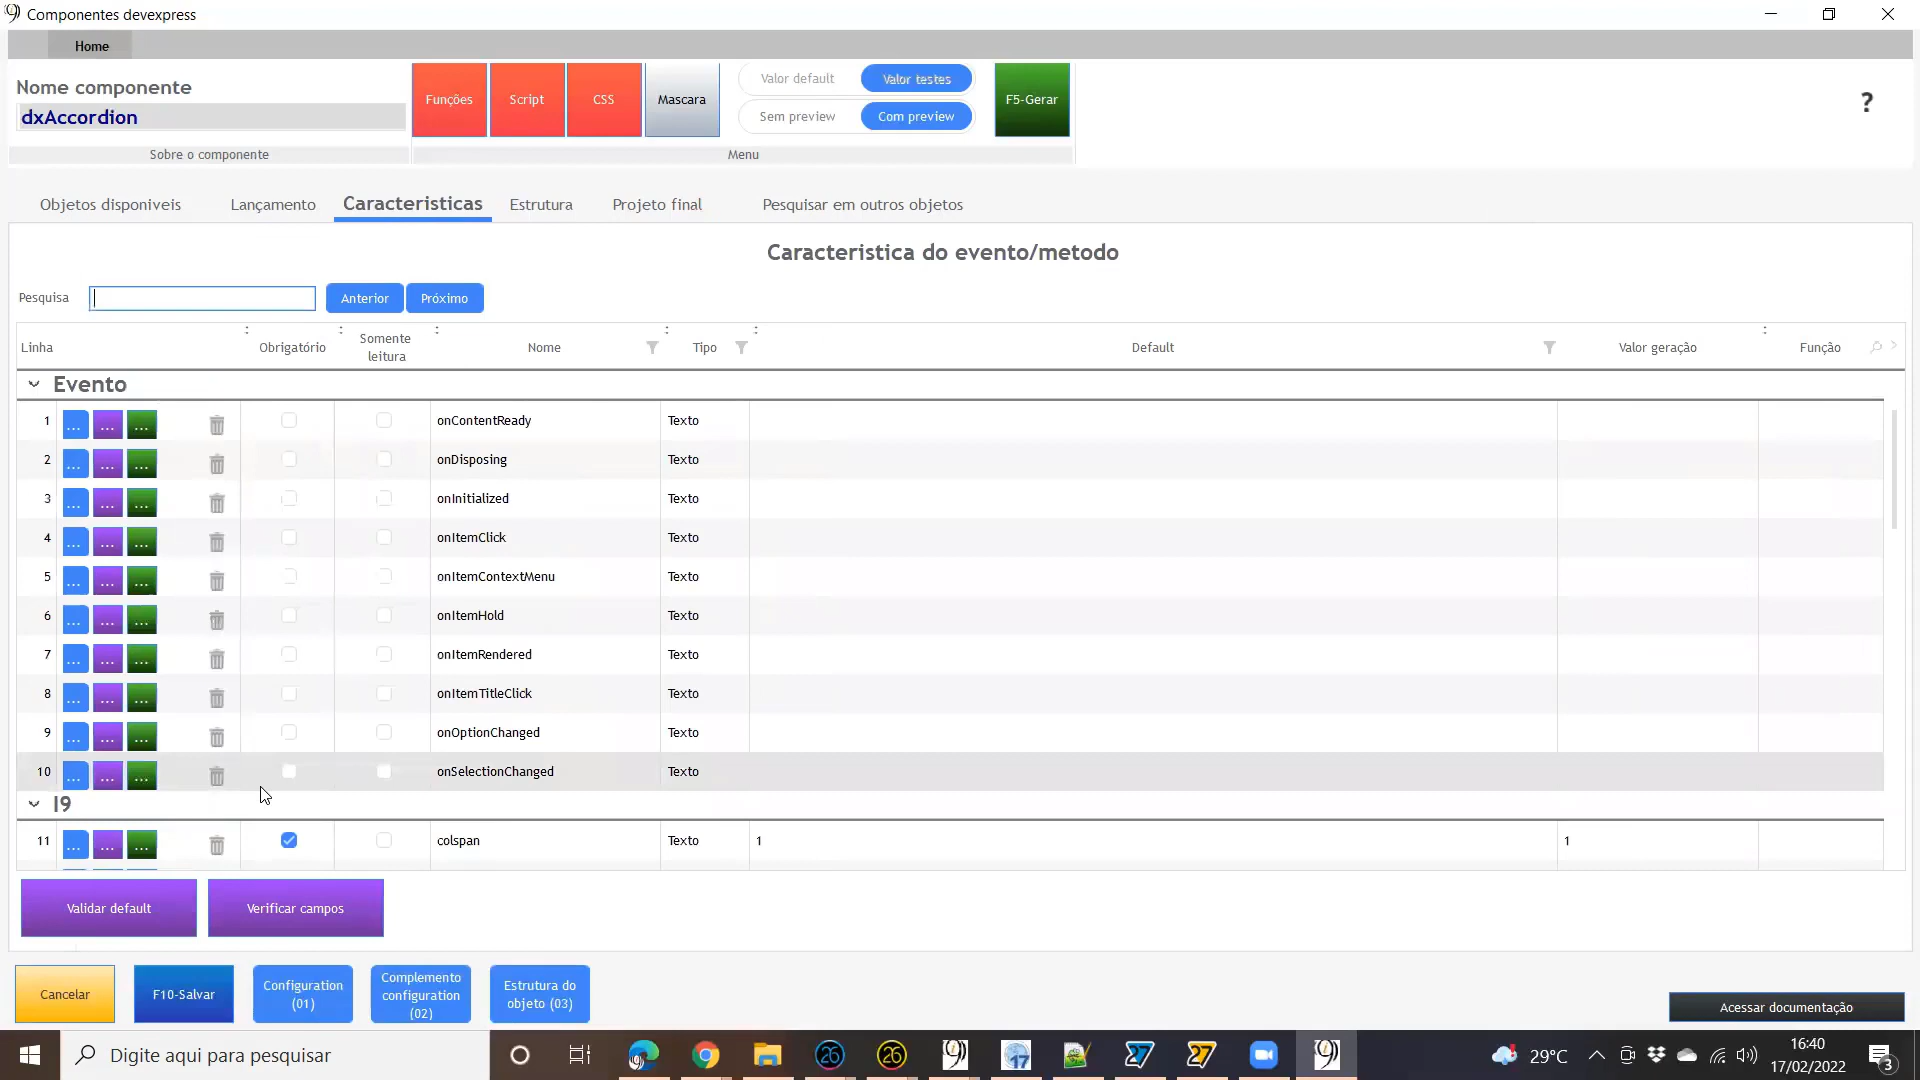 Componentes devexpress
Home
Nome componente
dxAccordion
Sobre o componente
Funções
Script
CSS
Mascara
Valor default
Valor testes
Sem preview
Com preview
F5-Gerar
?
Menu
Objetos disponiveis
Lançamento
Caracteristicas
Estrutura
Projeto final
Pesquisar em outros objetos
Caracteristica do evento/metodo
Pesquisa
Anterior
Próximo
Linha
Obrigatório
Somente
leitura
Nome
Tipo
Default
Valor geração
Função
Evento
1 ... ... ... onContentReady Texto
2 ... ... ... onDisposing Texto
3 ... ... ... onInitialized Texto
4 ... ... ... onItemClick Texto
5 ... ... ... onItemContextMenu Texto
6 ... ... ... onItemHold Texto
7 ... ... ... onItemRendered Texto
8 ... ... ... onItemTitleClick Texto
9 ... ... ... onOptionChanged Texto
10 ... ... ... onSelectionChanged Texto
I9
11 ... ... ... colspan Texto 1 1
Validar default
Verificar campos
Cancelar
F10-Salvar
Configuration
(01)
Complemento
configuration
(02)
Estrutura do
objeto (03)
Acessar documentação
Digite aqui para pesquisar
26
26
17
27
27
29°C
16:40
17/02/2022
3